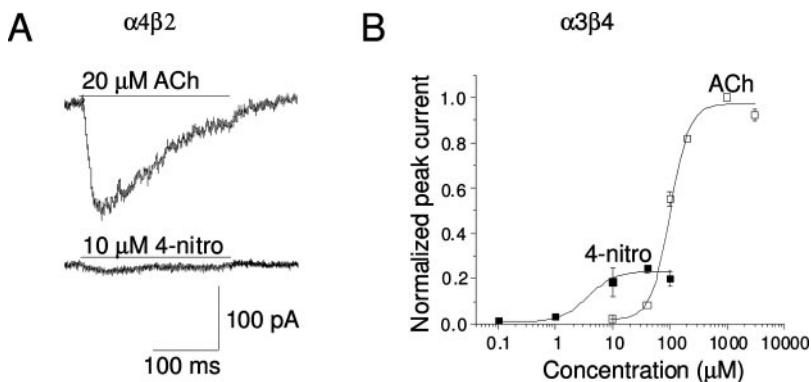 A
α4β2
20 μM ACh
10 μM 4-nitro
100 pA
100 ms
B
α3β4
Normalized peak current
1.0
0.8
0.6
0.4
0.2
0.0
ACh
4-nitro
0.1 1 10 100 1000 10000
Concentration (μM)